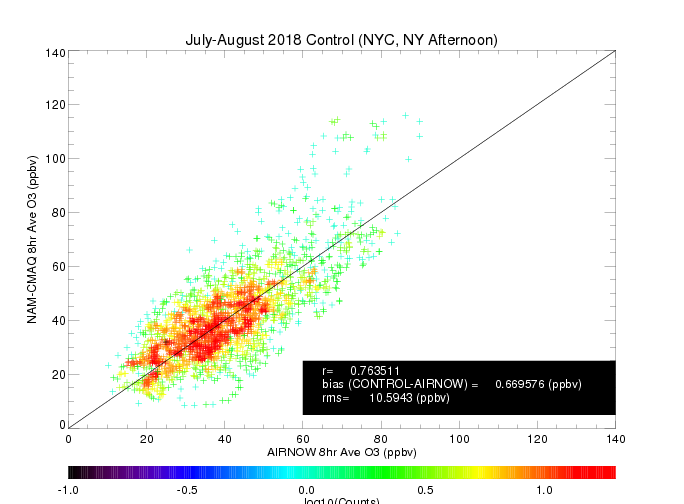 July-August 2018 Control (NYC, NY Afternoon)
140
120
100
80
60
40
20
0
NAM-CMAQ 8hr Ave O3 (ppbv)
r= 0.763511
bias (CONTROL-AIRNOW) = 0.669576 (ppbv)
rms= 10.5943 (ppbv)
0 20 40 60 80 100 120 140
AIRNOW 8hr Ave O3 (ppbv)
-1.0 -0.5 0.0 0.5 1.0
log10(Counts)